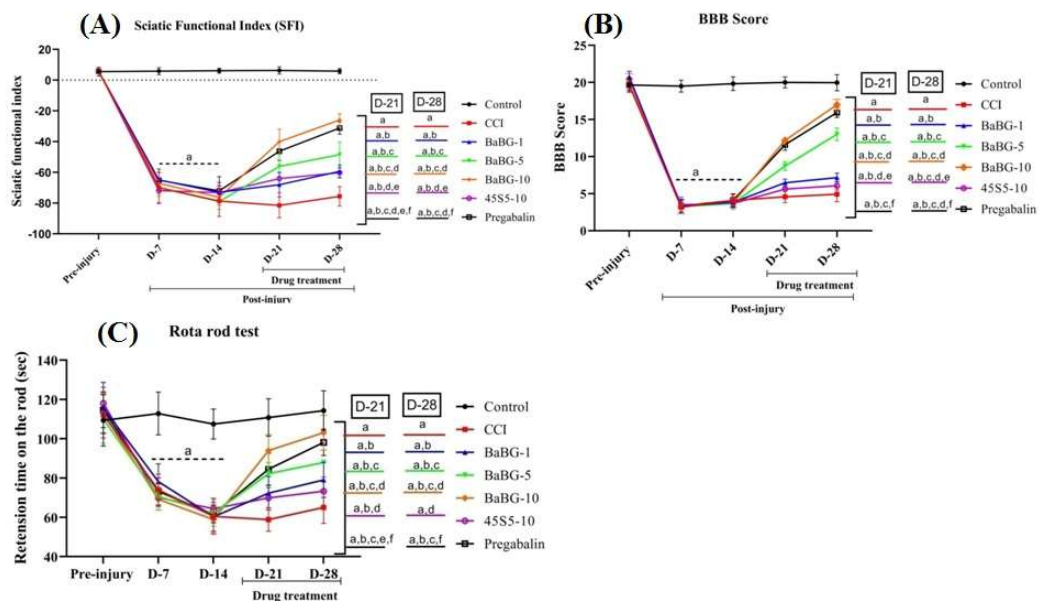 (A)
Sciatic Functional Index (SFI)
Sciatic functional index
20
0
-20
-40
-60
-80
-100
a
Pre-injury
D-7
D-14
D-21
D-28
Drug treatment
Post-injury
D-21 D-28
a a
a,b a,b
a,b,c a,b,c
a,b,c,d a,b,c,d
a,b,d,e a,b,d,e
a,b,c,d,e,f a,b,c,d,f
Control
CCI
BaBG-1
BaBG-5
BaBG-10
45S5-10
Pregabalin
(B)
BBB Score
BBB Score
25
20
15
10
5
0
a
Pre-injury
D-7
D-14
D-21
D-28
Drug treatment
Post-injury
D-21 D-28
a a
a,b a,b
a,b,c a,b,c
a,b,c,d a,b,c,d
a,b,d,e a,b,d,e
a,b,c,f a,b,c,d,f
Control
CCI
BaBG-1
BaBG-5
BaBG-10
45S5-10
Pregabalin
(C)
Rota rod test
Retention time on the rod (sec)
140
120
100
80
60
40
a
Pre-injury D-7 D-14 D-21 D-28
Drug treatment
D-21 D-28
a a
a,b a,b
a,b,c a,b,c
a,b,c,d a,b,c,d
a,b,d a,d
a,b,c,e,f a,b,c,f
Control
CCI
BaBG-1
BaBG-5
BaBG-10
45S5-10
Pregabalin